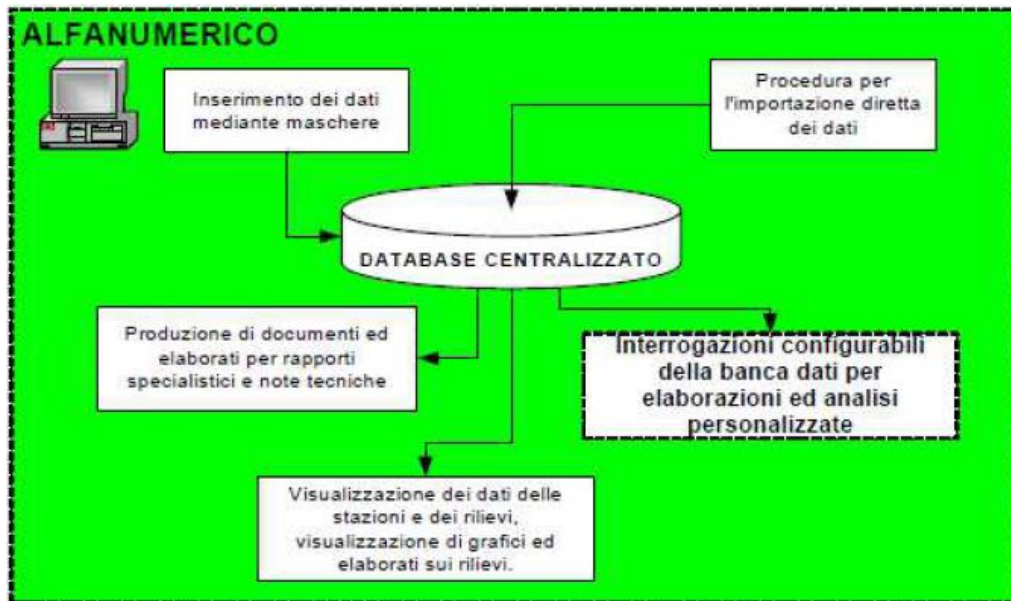 ALFANUMERICO
Inserimento dei dati
mediante maschere
Procedura per
l'importazione diretta
dei dati
DATABASE CENTRALIZZATO
Produzione di documenti ed
elaborati per rapporti
specialistici e note tecniche
Interrogazioni configurabili
della banca dati per
elaborazioni ed analisi
personalizzate
Visualizzazione dei dati delle
stazioni e dei rilievi,
visualizzazione di grafici ed
elaborati sui rilievi.